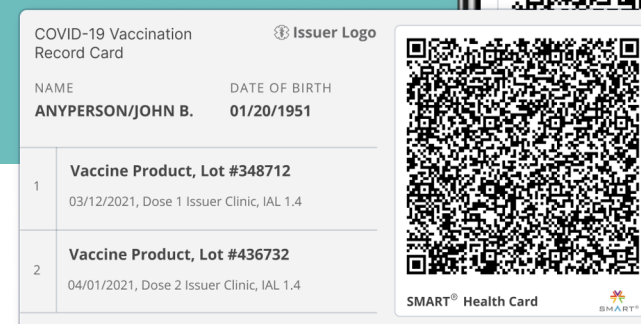 COVID-19 Vaccination
Record Card
Issuer Logo
NAME
ANYPERSON/JOHN B.
DATE OF BIRTH
01/20/1951
1
Vaccine Product, Lot #348712
03/12/2021, Dose 1 Issuer Clinic, IAL 1.4
2
Vaccine Product, Lot #436732
04/01/2021, Dose 2 Issuer Clinic, IAL 1.4
SMART® Health Card
SMART®